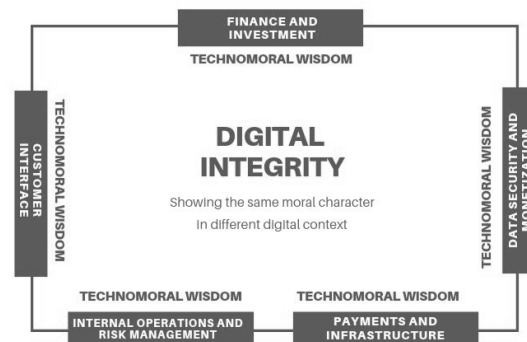 FINANCE AND
INVESTMENT
TECHNOMORAL WISDOM
CUSTOMER
INTERFACE
TECHNOMORAL WISDOM
DIGITAL
INTEGRITY
Showing the same moral character
in different digital context
TECHNOMORAL WISDOM
DATA SECURITY AND
MONETIZATION
TECHNOMORAL WISDOM
TECHNOMORAL WISDOM
INTERNAL OPERATIONS AND
RISK MANAGEMENT
PAYMENTS AND
INFRASTRUCTURE